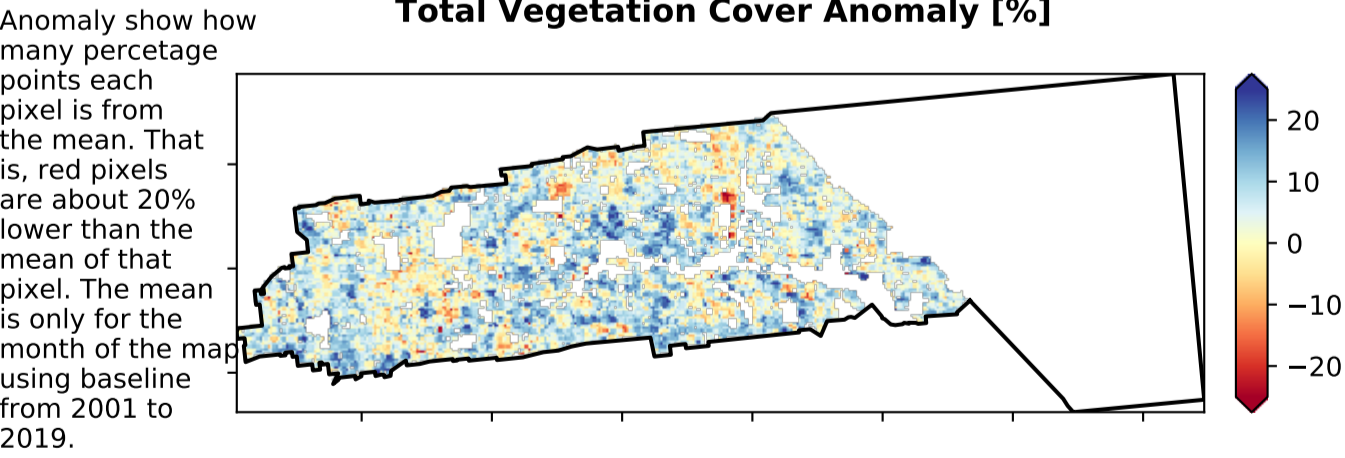 Total Vegetation Cover Anomaly [%]
Anomaly show how
many percetage
points each
pixel is from
the mean. That
is, red pixels
are about 20%
lower than the
mean of that
pixel. The mean
is only for the
month of the map
using baseline
from 2001 to
2019.
20
10
0
−10
−20